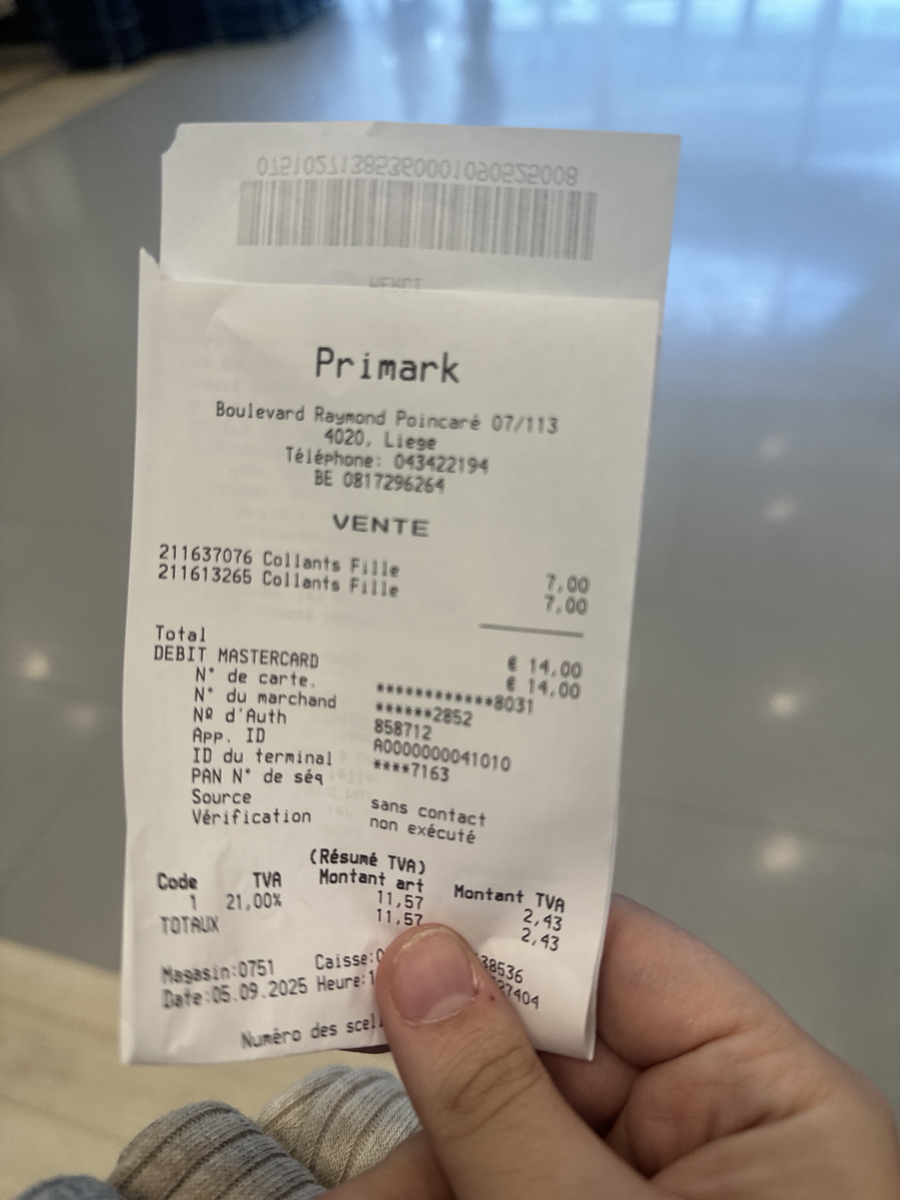 Primark
Boulevard Raymond Poincaré 07/113
4020, Liege
Téléphone: 043422194
BE 0817296264
VENTE
211637076 Collants Fille 7,00
211613265 Collants Fille 7,00
Total € 14,00
DEBIT MASTERCARD € 14,00
N° de carte. ************8031
N° du marchand ******2852
Nº d'Auth 858712
App. ID A0000000041010
ID du terminal ****7163
PAN N° de séq
Source sans contact
Vérification non exécuté
(Résumé TVA)
Code TVA Montant art Montant TVA
1 21,00% 11,57 2,43
TOTAUX 11,57 2,43
Magasin:0751 Caisse: 38536
Date:05.09.2025 Heure: 7404
Numéro des